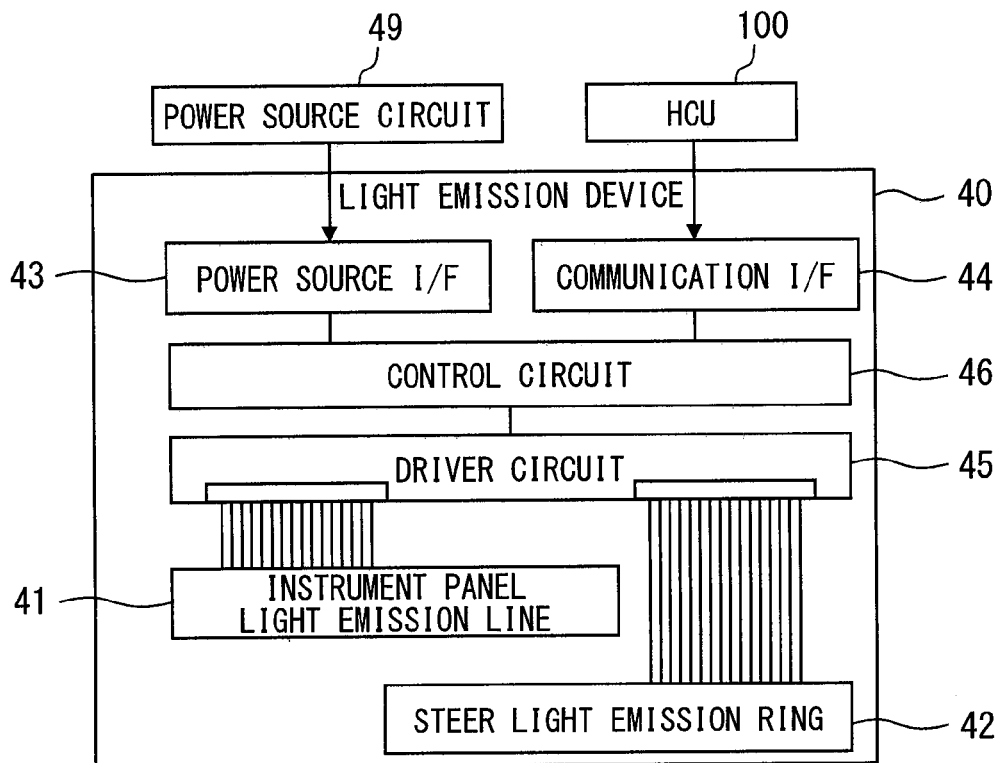 49
100
POWER SOURCE CIRCUIT
HCU
LIGHT EMISSION DEVICE
40
43
POWER SOURCE I/F
COMMUNICATION I/F
44
CONTROL CIRCUIT
46
DRIVER CIRCUIT
45
41
INSTRUMENT PANEL
LIGHT EMISSION LINE
STEER LIGHT EMISSION RING
42